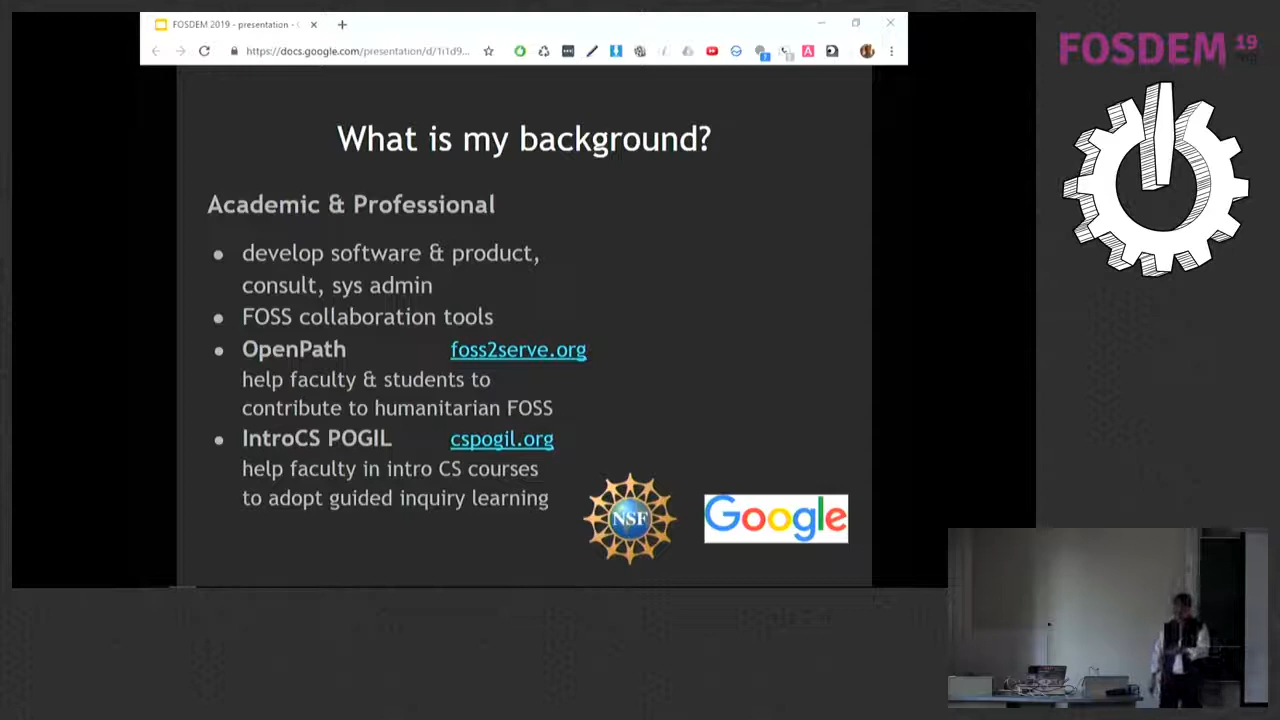 FOSDEM 2019 - presentation -
https://docs.google.com/presentation/d/1i1d9...
FOSDEM 19
What is my background?
Academic & Professional
develop software & product,
consult, sys admin
FOSS collaboration tools
OpenPath foss2serve.org
help faculty & students to
contribute to humanitarian FOSS
IntroCS POGIL cspogil.org
help faculty in intro CS courses
to adopt guided inquiry learning
NSF
Google